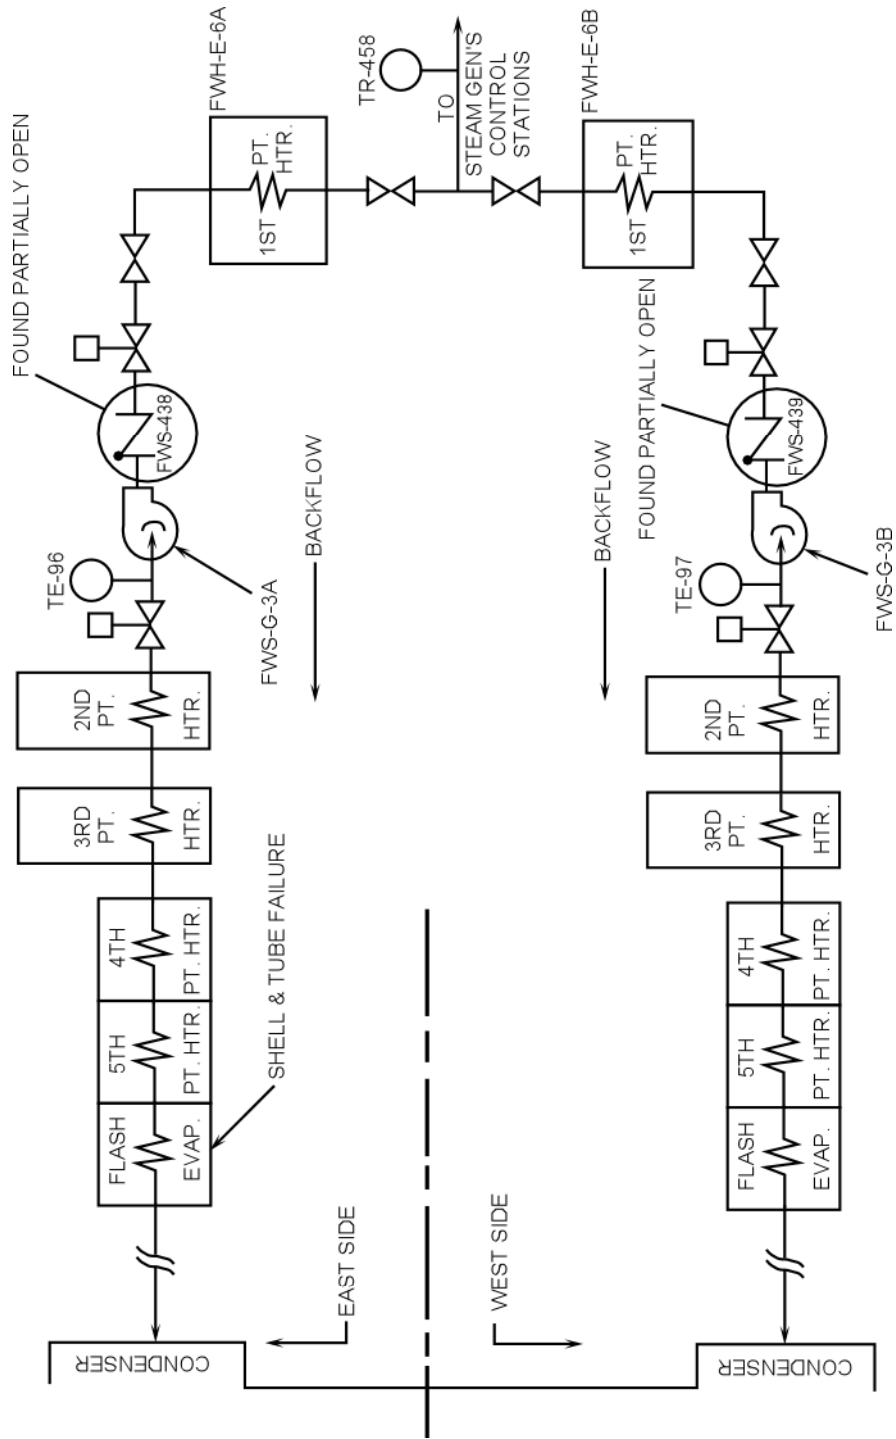 FOUND PARTIALLY OPEN
FWH-E-6A
1ST
PT.
HTR.
TR-458
TO
STEAM GEN'S
CONTROL
STATIONS
FWH-E-6B
1ST
PT.
HTR.
FWS-438
TE-96
FWS-G-3A
BACKFLOW
2ND
PT.
HTR.
3RD
PT.
HTR.
4TH
PT. HTR.
5TH
PT. HTR.
FLASH
EVAP.
SHELL & TUBE FAILURE
CONDENSER
EAST SIDE
WEST SIDE
FOUND PARTIALLY OPEN
FWS-439
TE-97
FWS-G-3B
BACKFLOW
2ND
PT.
HTR.
3RD
PT.
HTR.
4TH
PT. HTR.
5TH
PT. HTR.
FLASH
EVAP.
CONDENSER